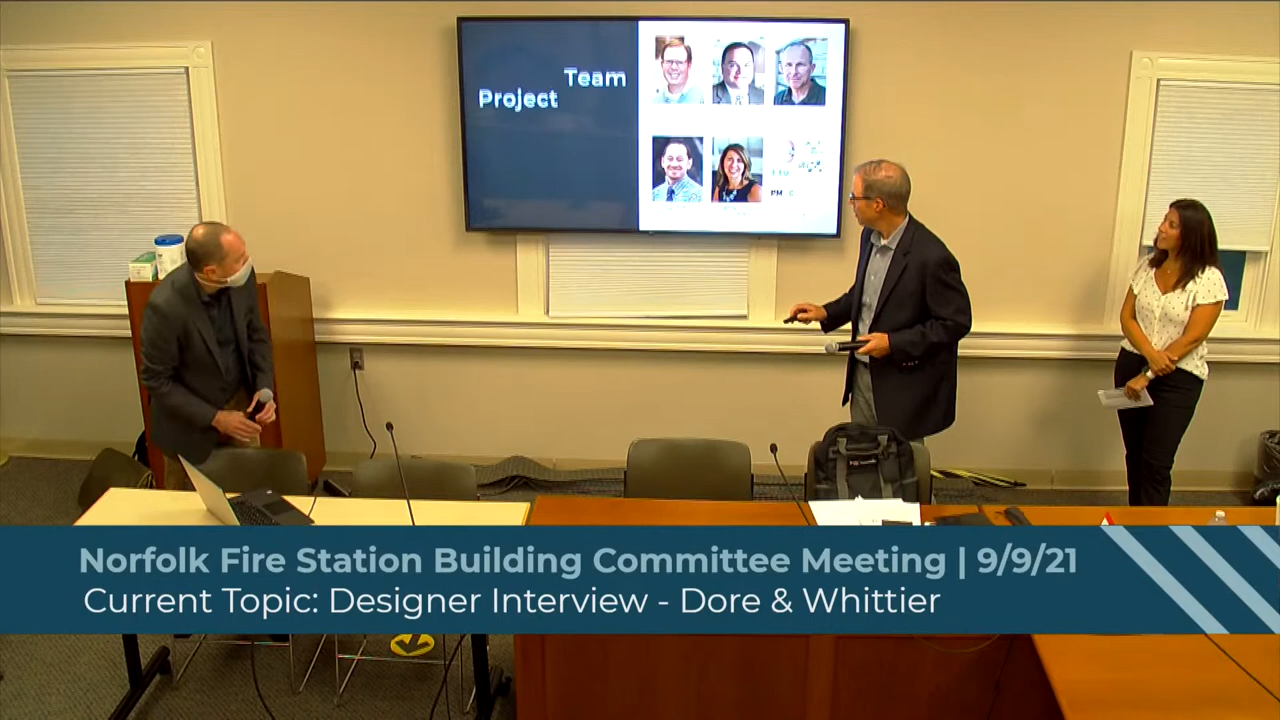 Team
Project
Norfolk Fire Station Building Committee Meeting | 9/9/21
Current Topic: Designer Interview - Dore & Whittier